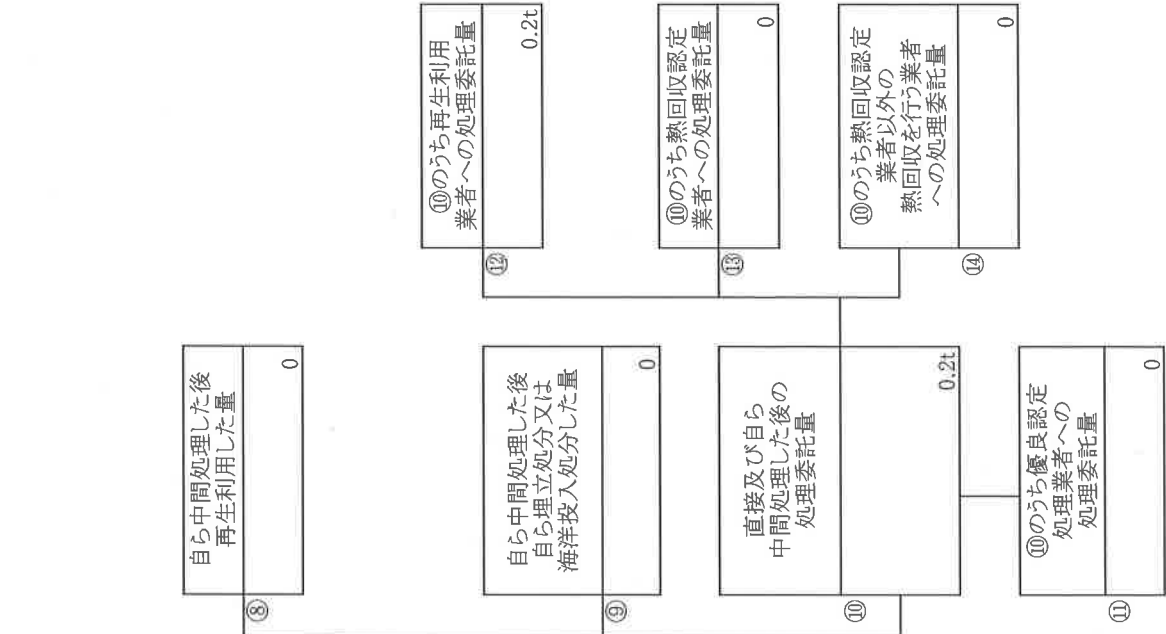 ⑧
自ら中間処理した後
再生利用した量
0
⑨
自ら中間処理した後
自ら埋立処分又は
海洋投入処分した量
0
⑩
直接及び自ら
中間処理した後の
処理委託量
0.2t
⑪
⑩のうち優良認定
処理業者への
処理委託量
0
⑫
⑩のうち再生利用
業者への処理委託量
0.2t
⑬
⑩のうち熱回収認定
業者への処理委託量
0
⑭
⑩のうち熱回収認定
業者以外の
熱回収を行う業者
への処理委託量
0